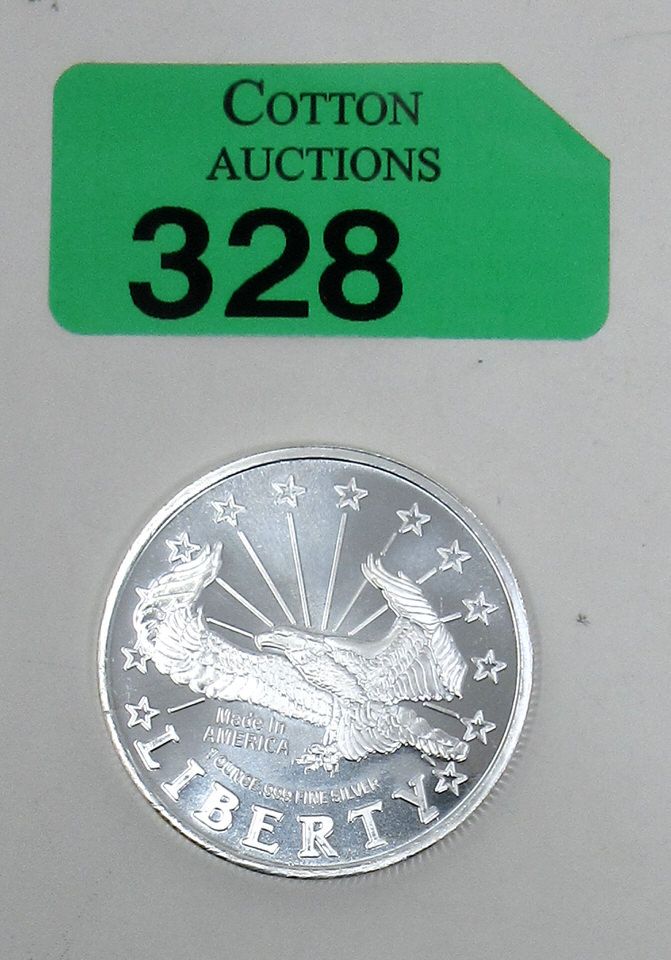 COTTON
AUCTIONS
328
Made In
AMERICA
1 OUNCE .999 FINE SILVER
LIBERTY